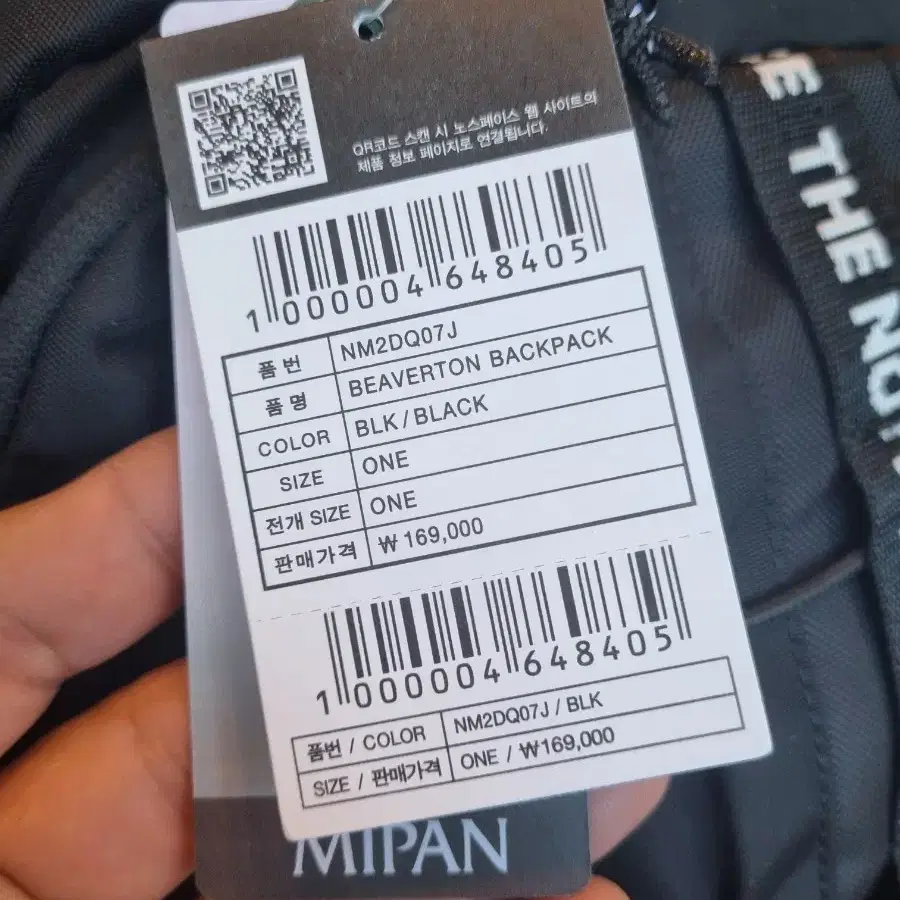 QR코드 스캔 시 노스페이스 웹 사이트의
제품 정보 페이지로 연결됩니다.
1 000004 648405
품 번 NM2DQ07J
품 명 BEAVERTON BACKPACK
COLOR BLK / BLACK
SIZE ONE
전개 SIZE ONE
판매가격 ₩ 169,000
1 000004 648405
품번 / COLOR NM2DQ07J / BLK
SIZE / 판매가격 ONE / ₩169,000
MIPAN
THE NO